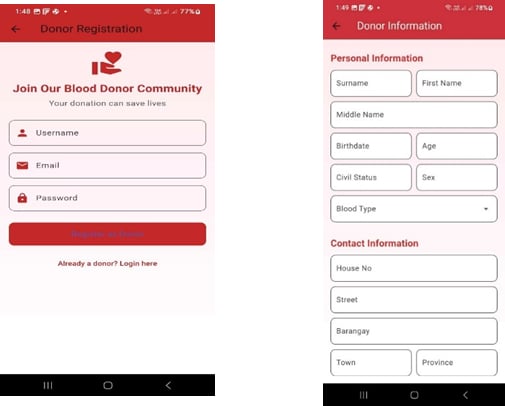 1:48 77%
Donor Registration
Join Our Blood Donor Community
Your donation can save lives
Username
Email
Password
Register as Donor
Already a donor? Login here
1:49 78%
Donor Information
Personal Information
Surname First Name
Middle Name
Birthdate Age
Civil Status Sex
Blood Type
Contact Information
House No
Street
Barangay
Town Province